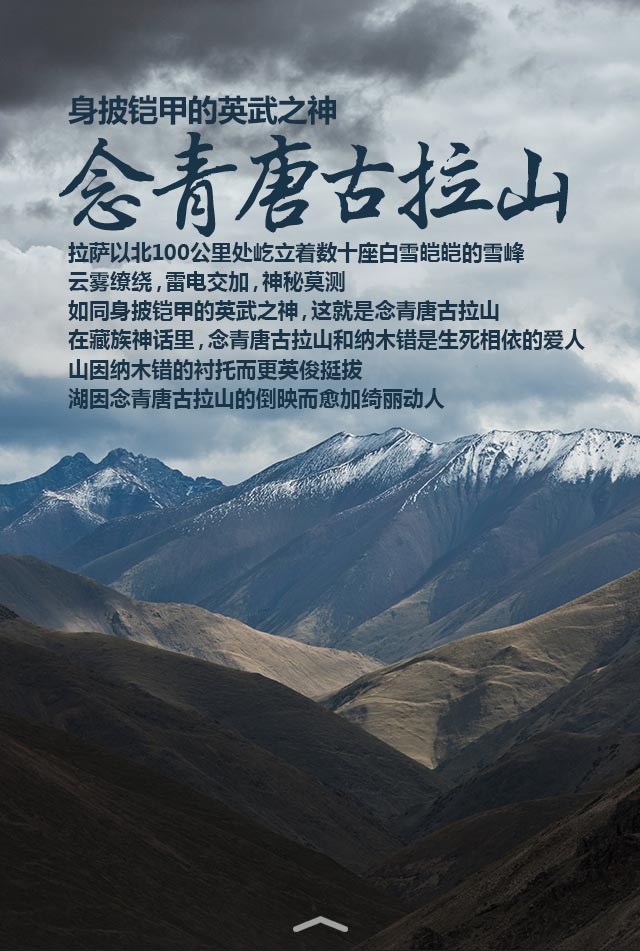 身披铠甲的英武之神
念青唐古拉山
拉萨以北100公里处屹立着数十座白雪皑皑的雪峰
云雾缭绕,雷电交加,神秘莫测
如同身披铠甲的英武之神,这就是念青唐古拉山
在藏族神话里,念青唐古拉山和纳木错是生死相依的爱人
山因纳木错的衬托而更英俊挺拔
湖因念青唐古拉山的倒映而愈加绮丽动人